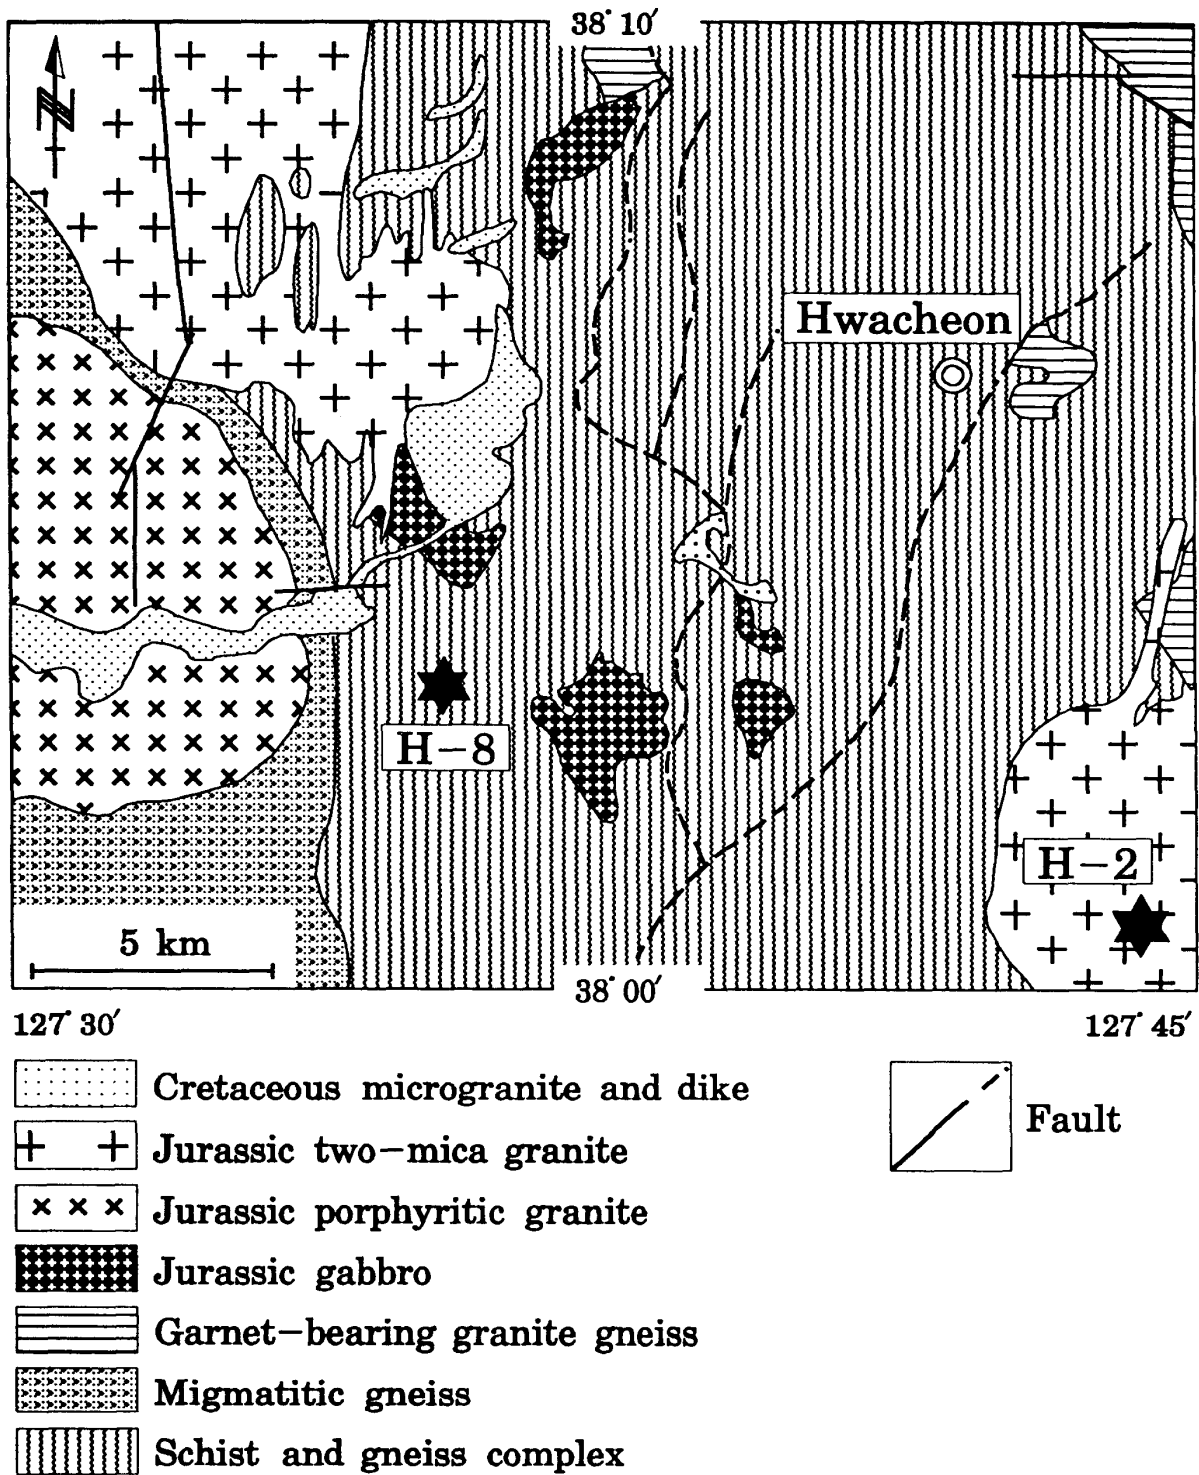 38° 10′
N
Hwacheon
H-8
H-2
5 km
38° 00′
127° 30′
127° 45′
Cretaceous microgranite and dike
Jurassic two-mica granite
Jurassic porphyritic granite
Jurassic gabbro
Garnet-bearing granite gneiss
Migmatitic gneiss
Schist and gneiss complex
Fault